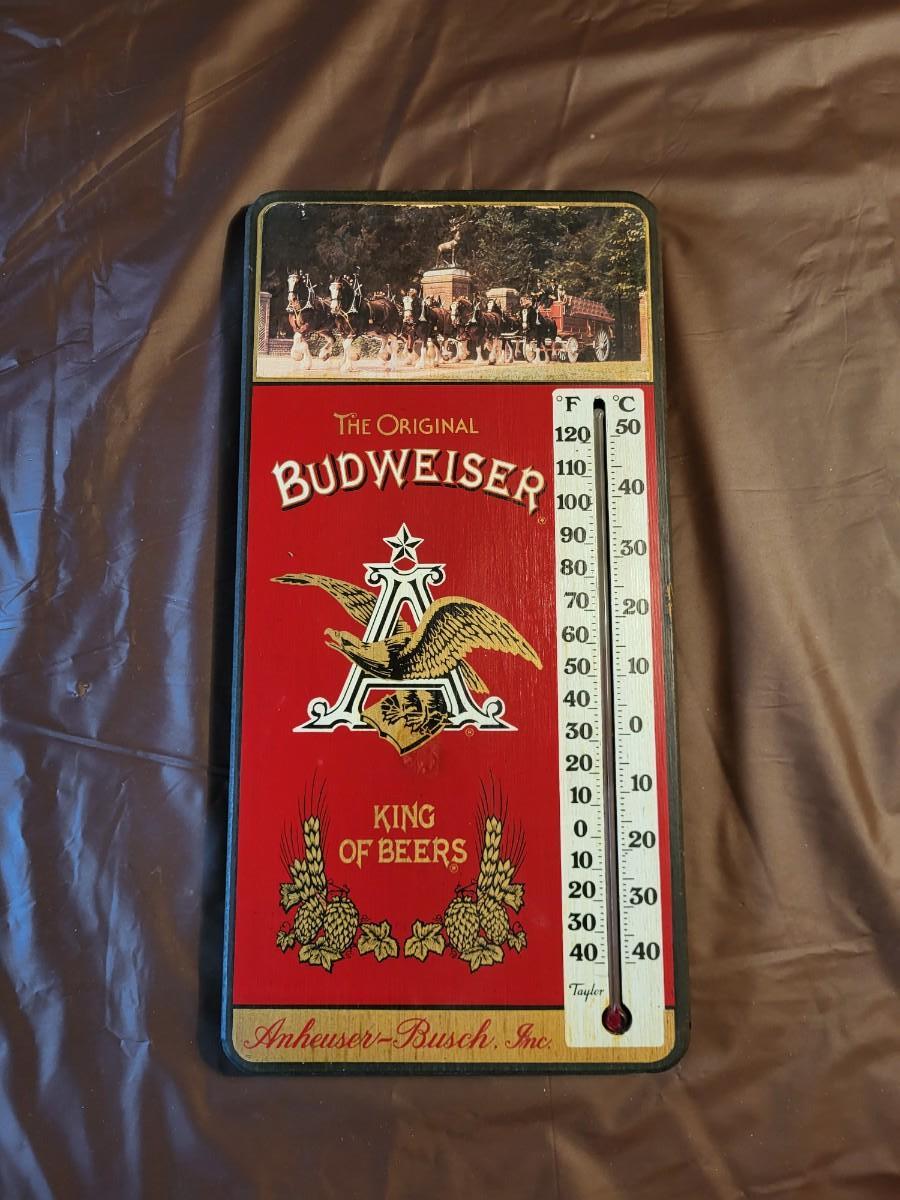 °F °C
120 50
110
100 40
90
80 30
70 20
60
50 10
40
30 0
20
10 10
0 20
10
20 30
30
40 40
Taylor
The Original
BUDWEISER®
A
®
KING
OF BEERS®
Anheuser-Busch, Inc.